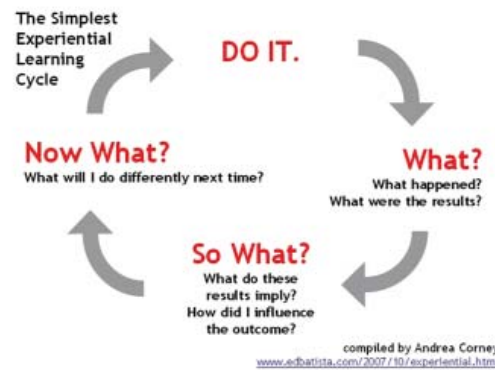 The Simplest
Experiential
Learning
Cycle
DO IT.
What?
What happened?
What were the results?
So What?
What do these
results imply?
How did I influence
the outcome?
Now What?
What will I do differently next time?
compiled by Andrea Corney
www.edbatista.com/2007/10/experiential.htm